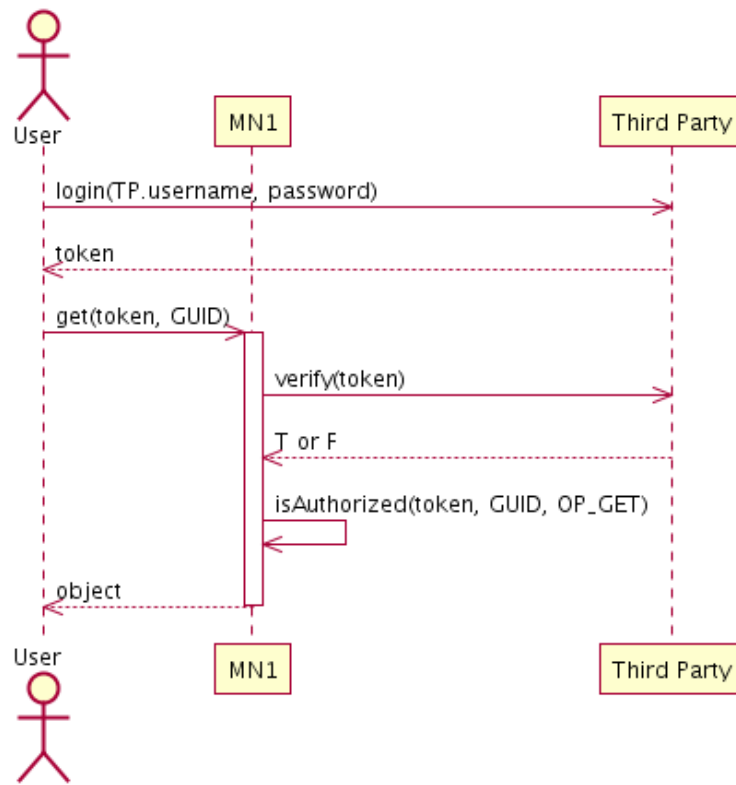 User
MN1
Third Party
login(TP.username, password)
token
get(token, GUID)
verify(token)
T or F
isAuthorized(token, GUID, OP_GET)
object
User
MN1
Third Party